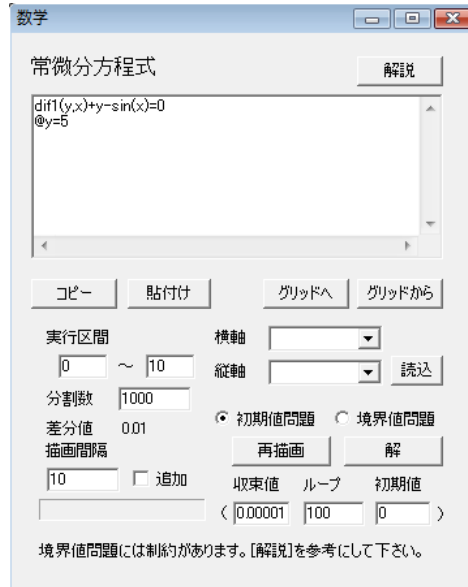 数学
常微分方程式
解説
dif1(y,x)+y-sin(x)=0
@y=5
コピー 貼付け グリッドへ グリッドから
実行区間 横軸
0 ～ 10 縦軸 読込
分割数 1000
差分値 0.01 初期値問題 境界値問題
描画間隔 再描画 解
10 追加 収束値 ループ 初期値
( 0.00001 100 0 )
境界値問題には制約があります。[解説]を参考にして下さい。